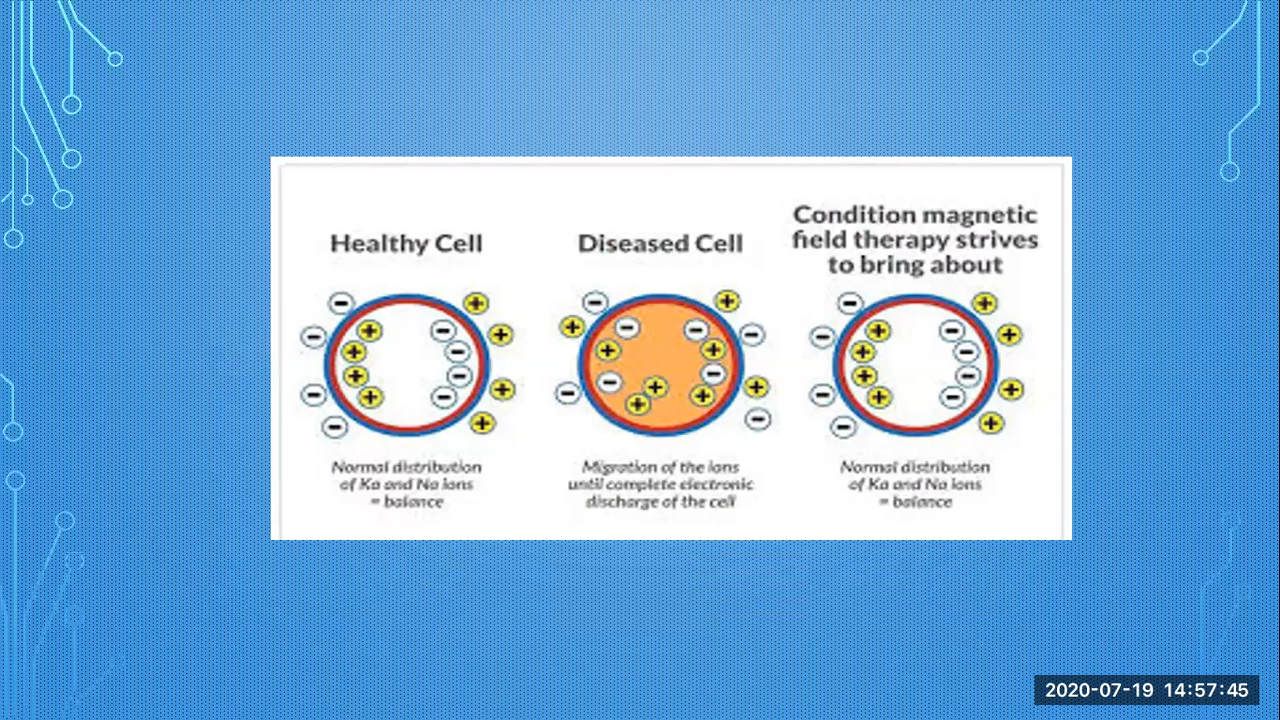 Healthy Cell
Diseased Cell
Condition magnetic
field therapy strives
to bring about
Normal distribution
of Ka and Na ions
= balance
Migration of the ions
until complete electronic
discharge of the cell
Normal distribution
of Ka and Na ions
= balance
2020-07-19 14:57:45